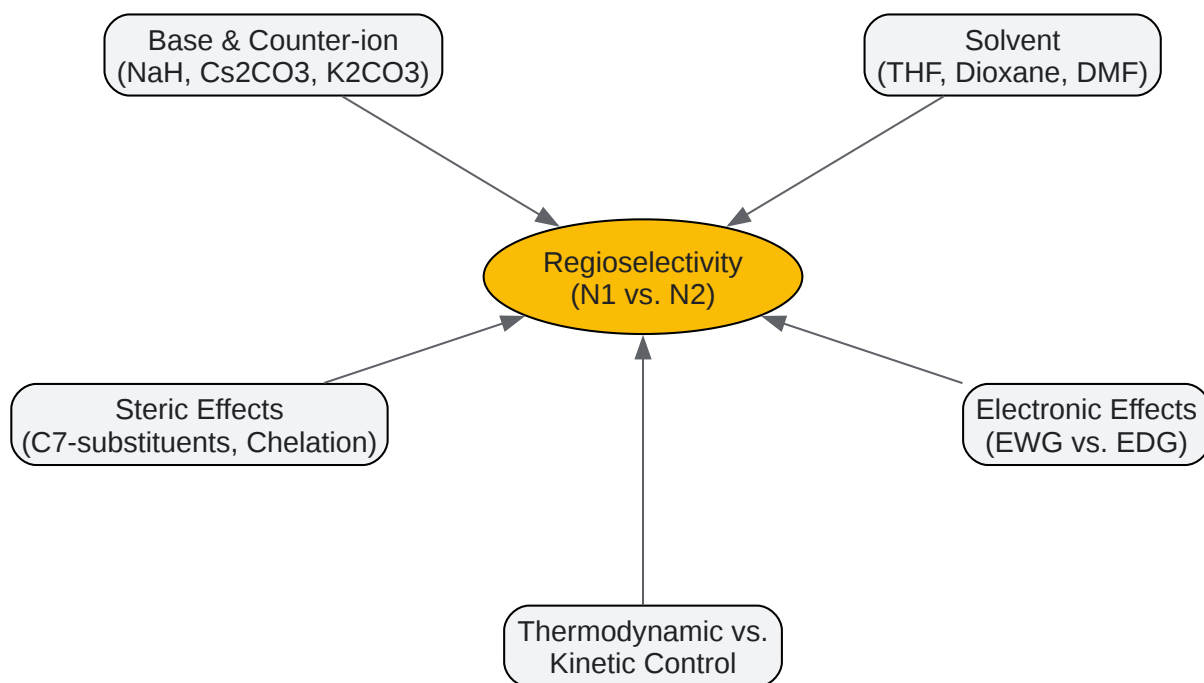 Base & Counter-ion
(NaH, Cs2CO3, K2CO3)
Solvent
(THF, Dioxane, DMF)
Regioselectivity
(N1 vs. N2)
Steric Effects
(C7-substituents, Chelation)
Electronic Effects
(EWG vs. EDG)
Thermodynamic vs.
Kinetic Control